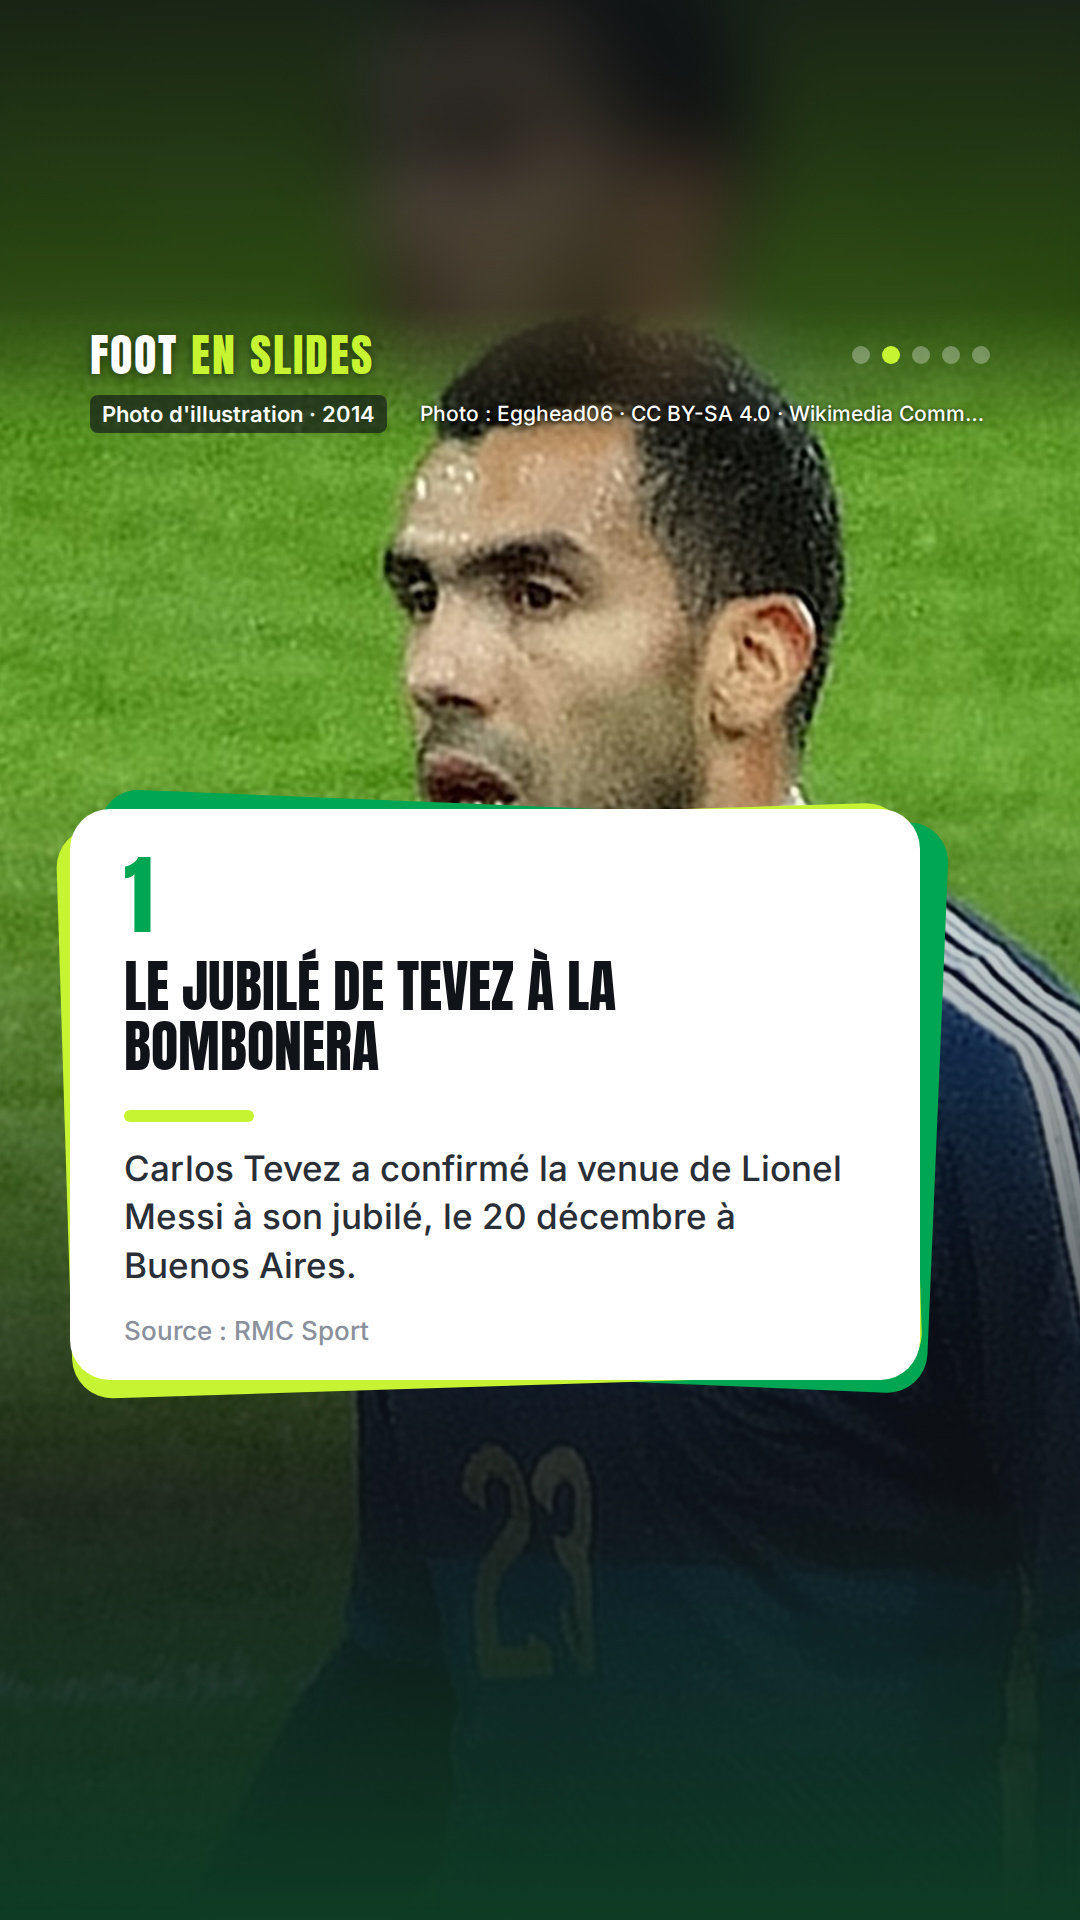 FOOT EN SLIDES
Photo d'illustration · 2014
Photo : Egghead06 · CC BY-SA 4.0 · Wikimedia Comm...
1
LE JUBILÉ DE TEVEZ À LA
BOMBONERA
Carlos Tevez a confirmé la venue de Lionel
Messi à son jubilé, le 20 décembre à
Buenos Aires.
Source : RMC Sport
23